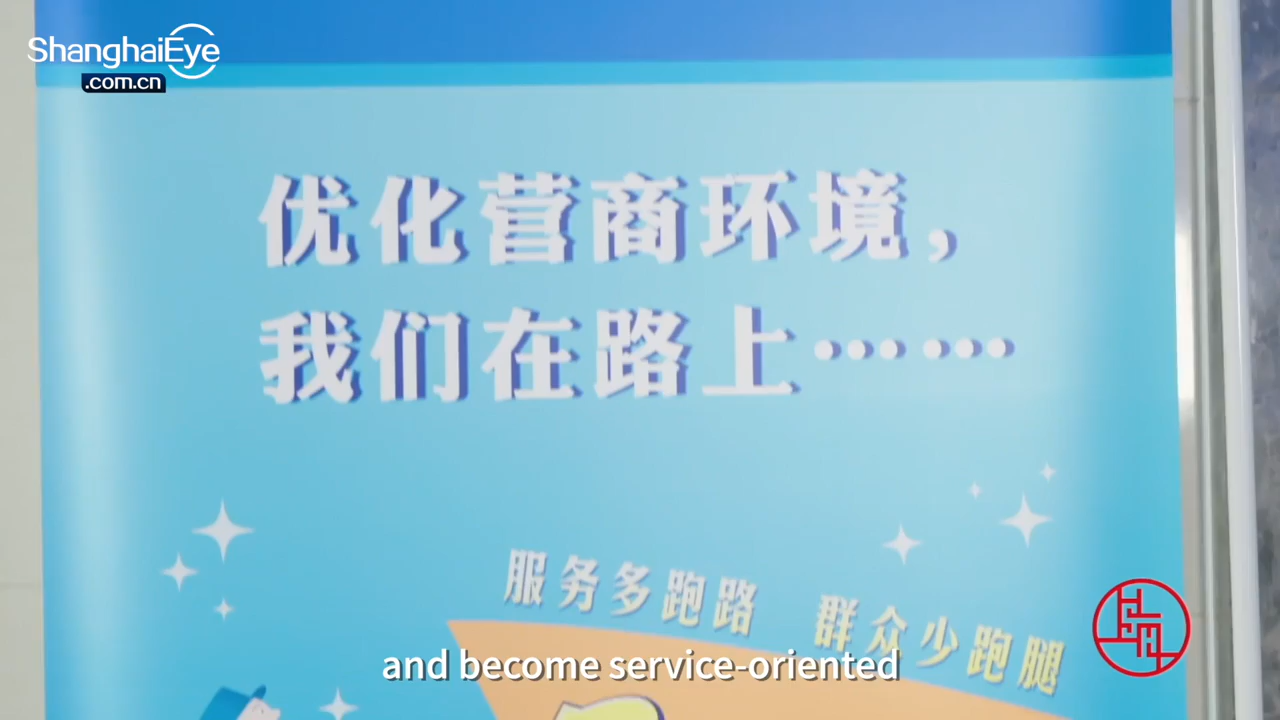 ShanghaiEye
.com.cn
优化营商环境，
我们在路上……
服务多跑路 群众少跑腿
and become service-oriented